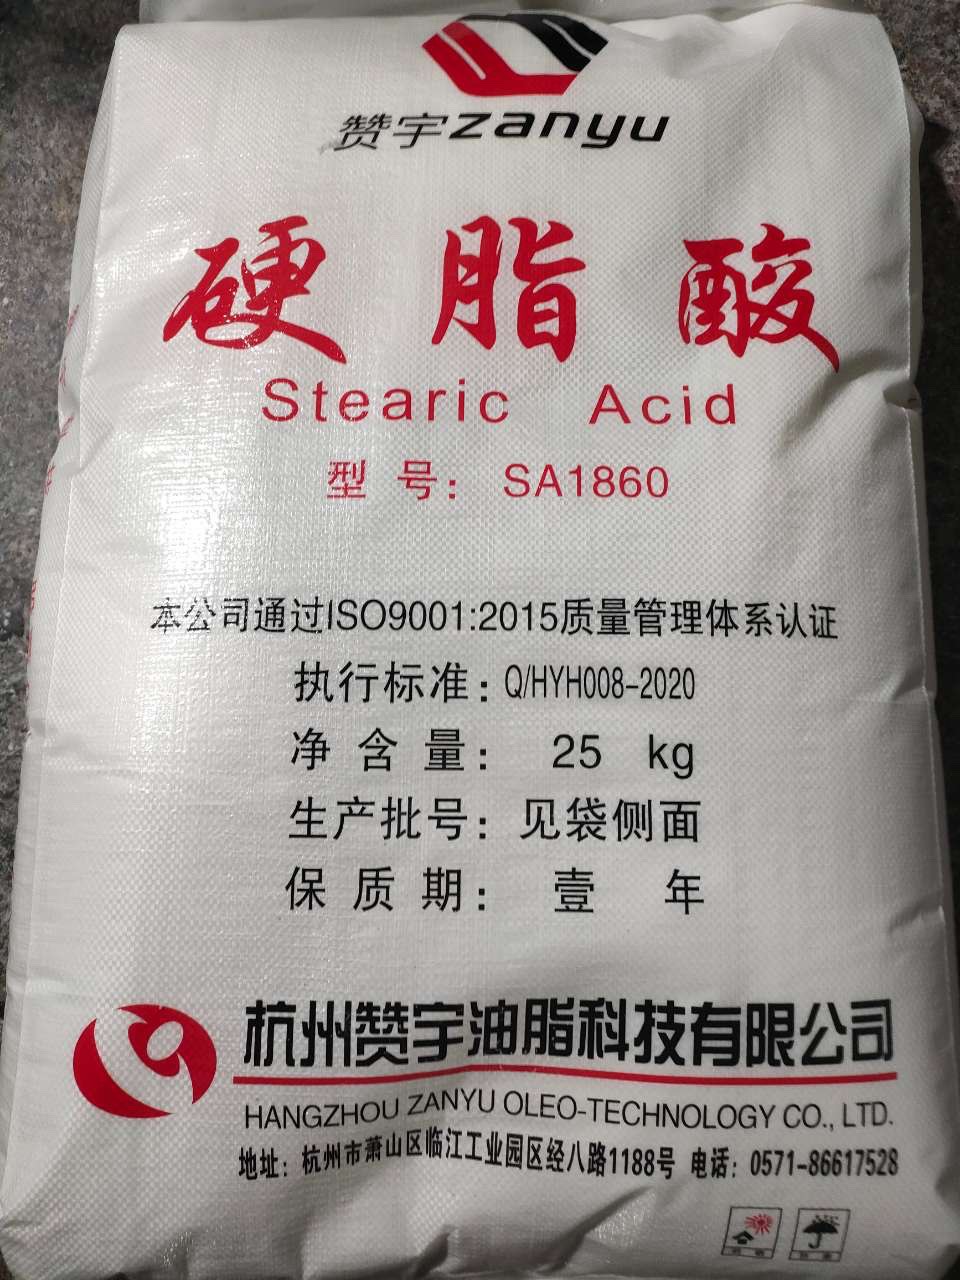 赞宇zanyu
硬脂酸
Stearic Acid
型号： SA1860
本公司通过ISO9001:2015质量管理体系认证
执行标准：Q/HYH008-2020
净含量： 25 kg
生产批号：见袋侧面
保质期： 壹年
杭州赞宇油脂科技有限公司
HANGZHOU ZANYU OLEO-TECHNOLOGY CO., LTD.
地址：杭州市萧山区临江工业园区经八路1188号 电话：0571-86617528